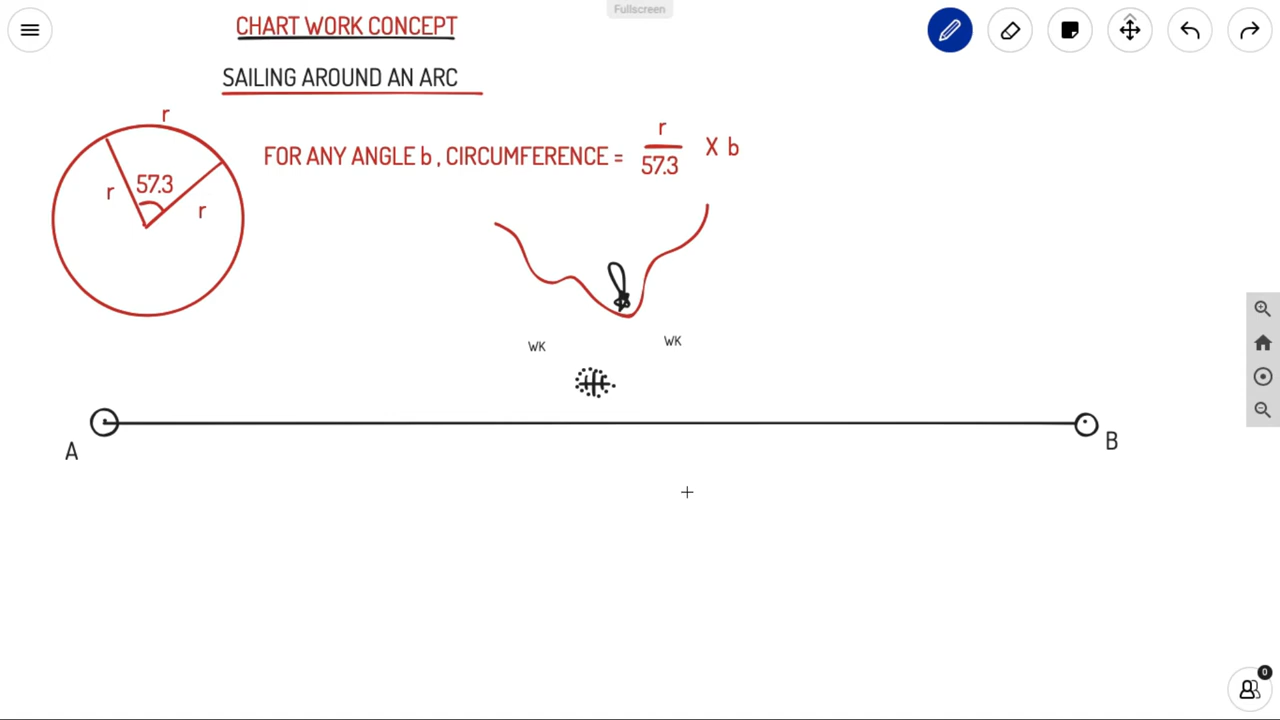 Fullscreen
CHART WORK CONCEPT
SAILING AROUND AN ARC
r
57.3
r
r
FOR ANY ANGLE b , CIRCUMFERENCE = r / 57.3 X b
WK
WK
A
B
0